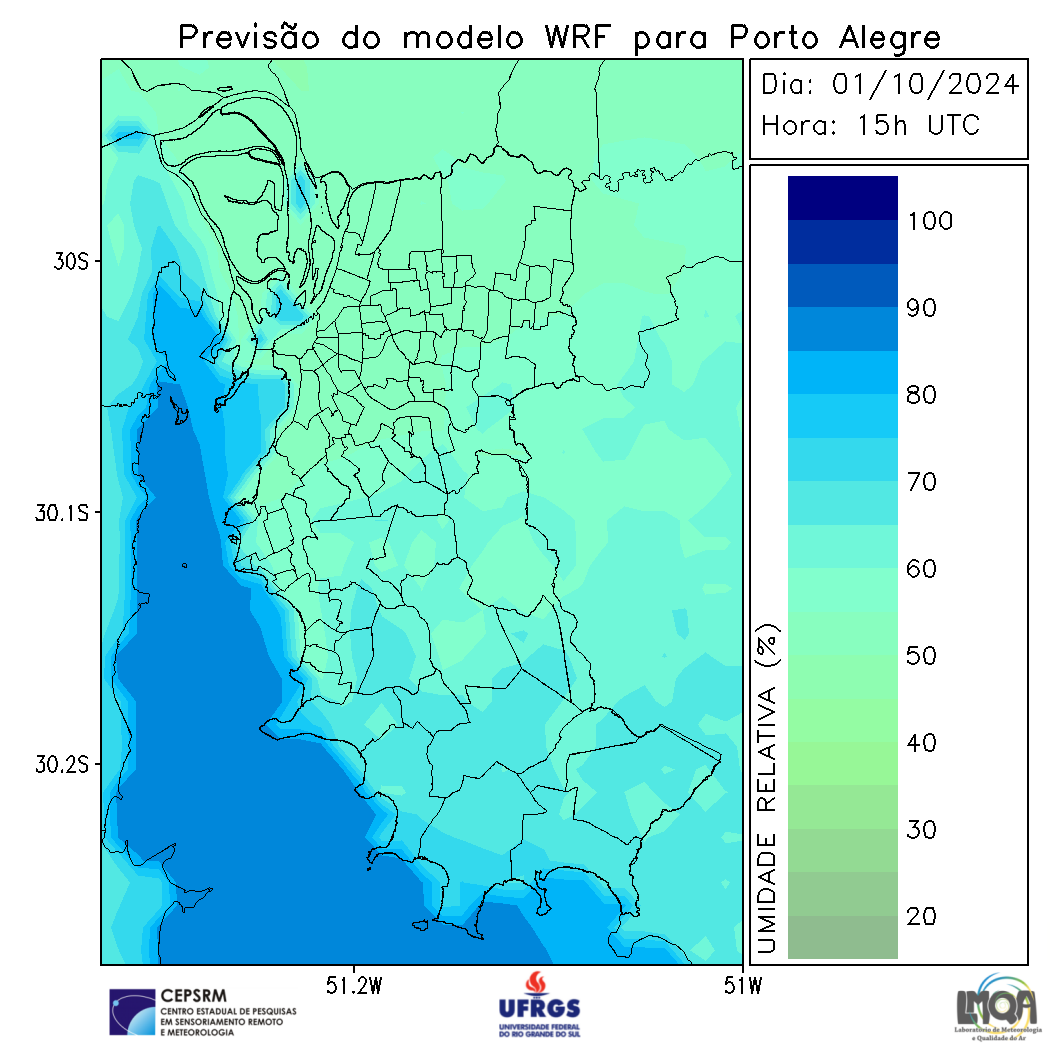 Previsão do modelo WRF para Porto Alegre
Dia: 01/10/2024
Hora: 15h UTC
100
90
80
70
60
50
40
30
20
UMIDADE RELATIVA (%)
30S
30.1S
30.2S
51.2W
51W
CEPSRM
CENTRO ESTADUAL DE PESQUISAS
EM SENSORIAMENTO REMOTO
E METEOROLOGIA
UFRGS
UNIVERSIDADE FEDERAL
DO RIO GRANDE DO SUL
LMQA
Laboratório de Meteorologia
e Qualidade do Ar